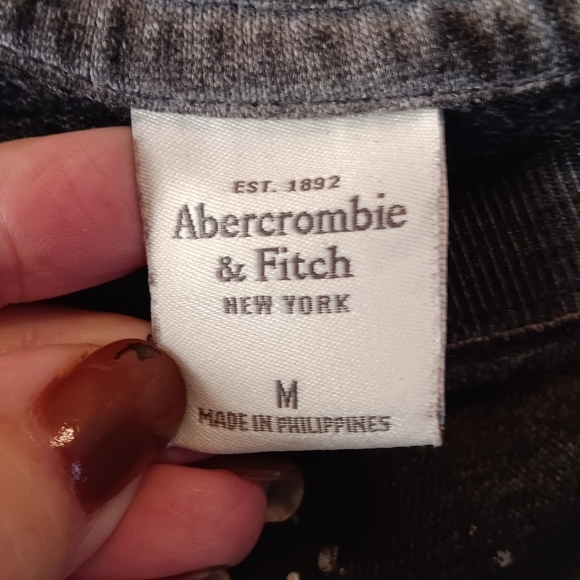 EST. 1892
Abercrombie
& Fitch
NEW YORK
M
MADE IN PHILIPPINES